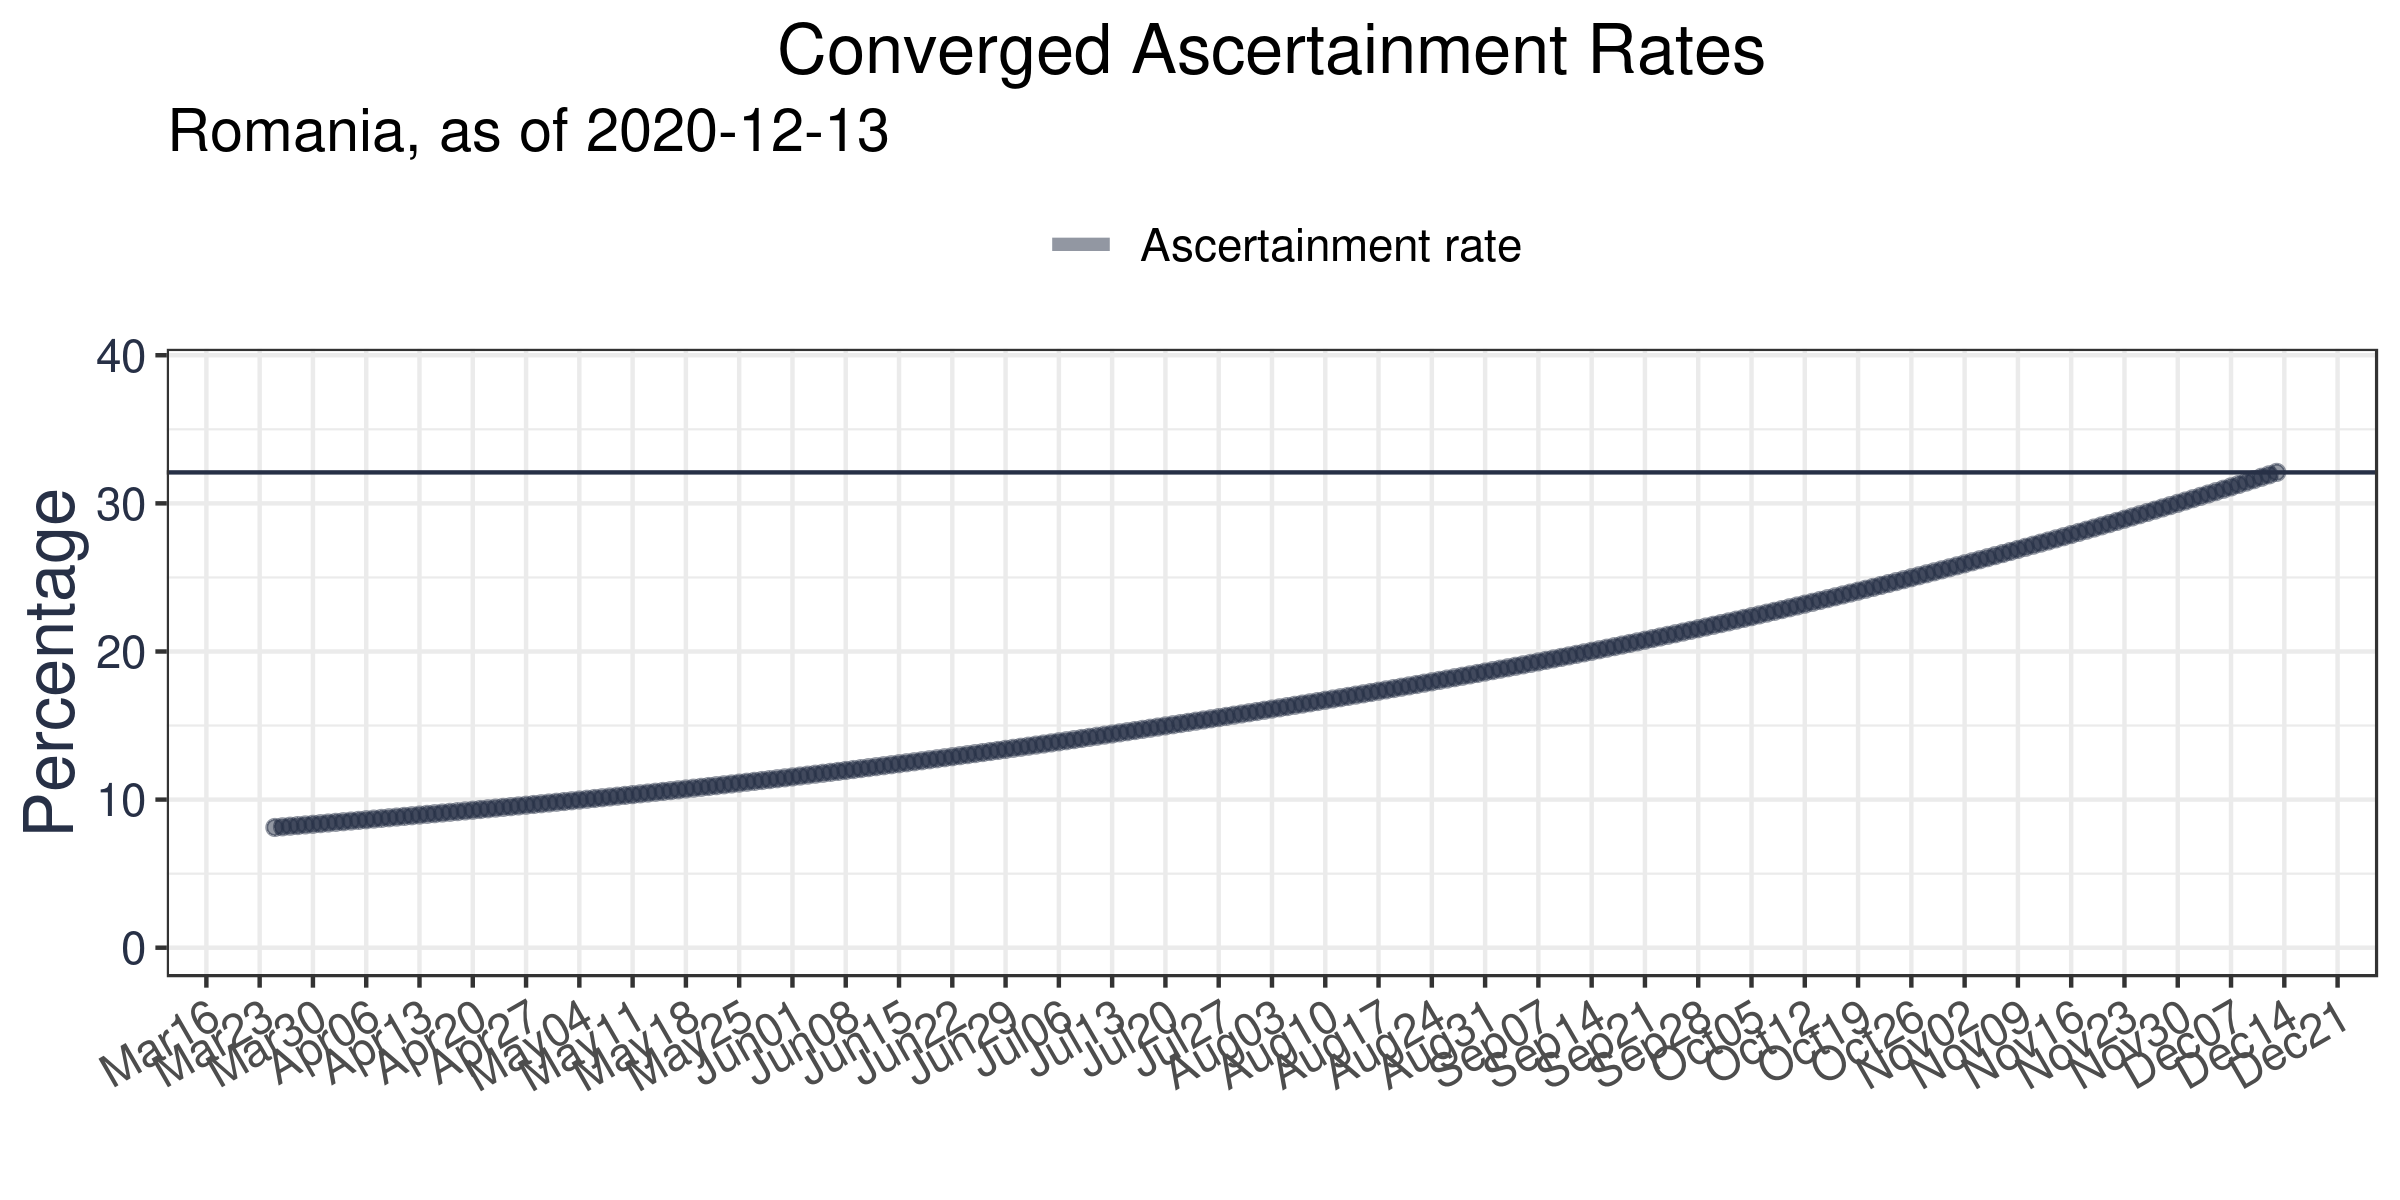 Converged Ascertainment Rates
Romania, as of 2020-12-13
Ascertainment rate
Percentage
40
30
20
10
0
Mar16
Mar23
Mar30
Apr06
Apr13
Apr20
Apr27
May04
May11
May18
May25
Jun01
Jun08
Jun15
Jun22
Jun29
Jul06
Jul13
Jul20
Jul27
Aug03
Aug10
Aug17
Aug24
Aug31
Sep07
Sep14
Sep21
Sep28
Oct05
Oct12
Oct19
Oct26
Nov02
Nov09
Nov16
Nov23
Nov30
Dec07
Dec14
Dec21